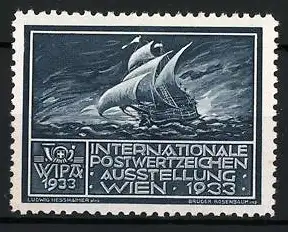 WIPA
1933
INTERNATIONALE
POSTWERTZEICHEN
AUSSTELLUNG
WIEN · 1933 ·
LUDWIG HESSHAIMER
BRÜDER ROSENBAUM